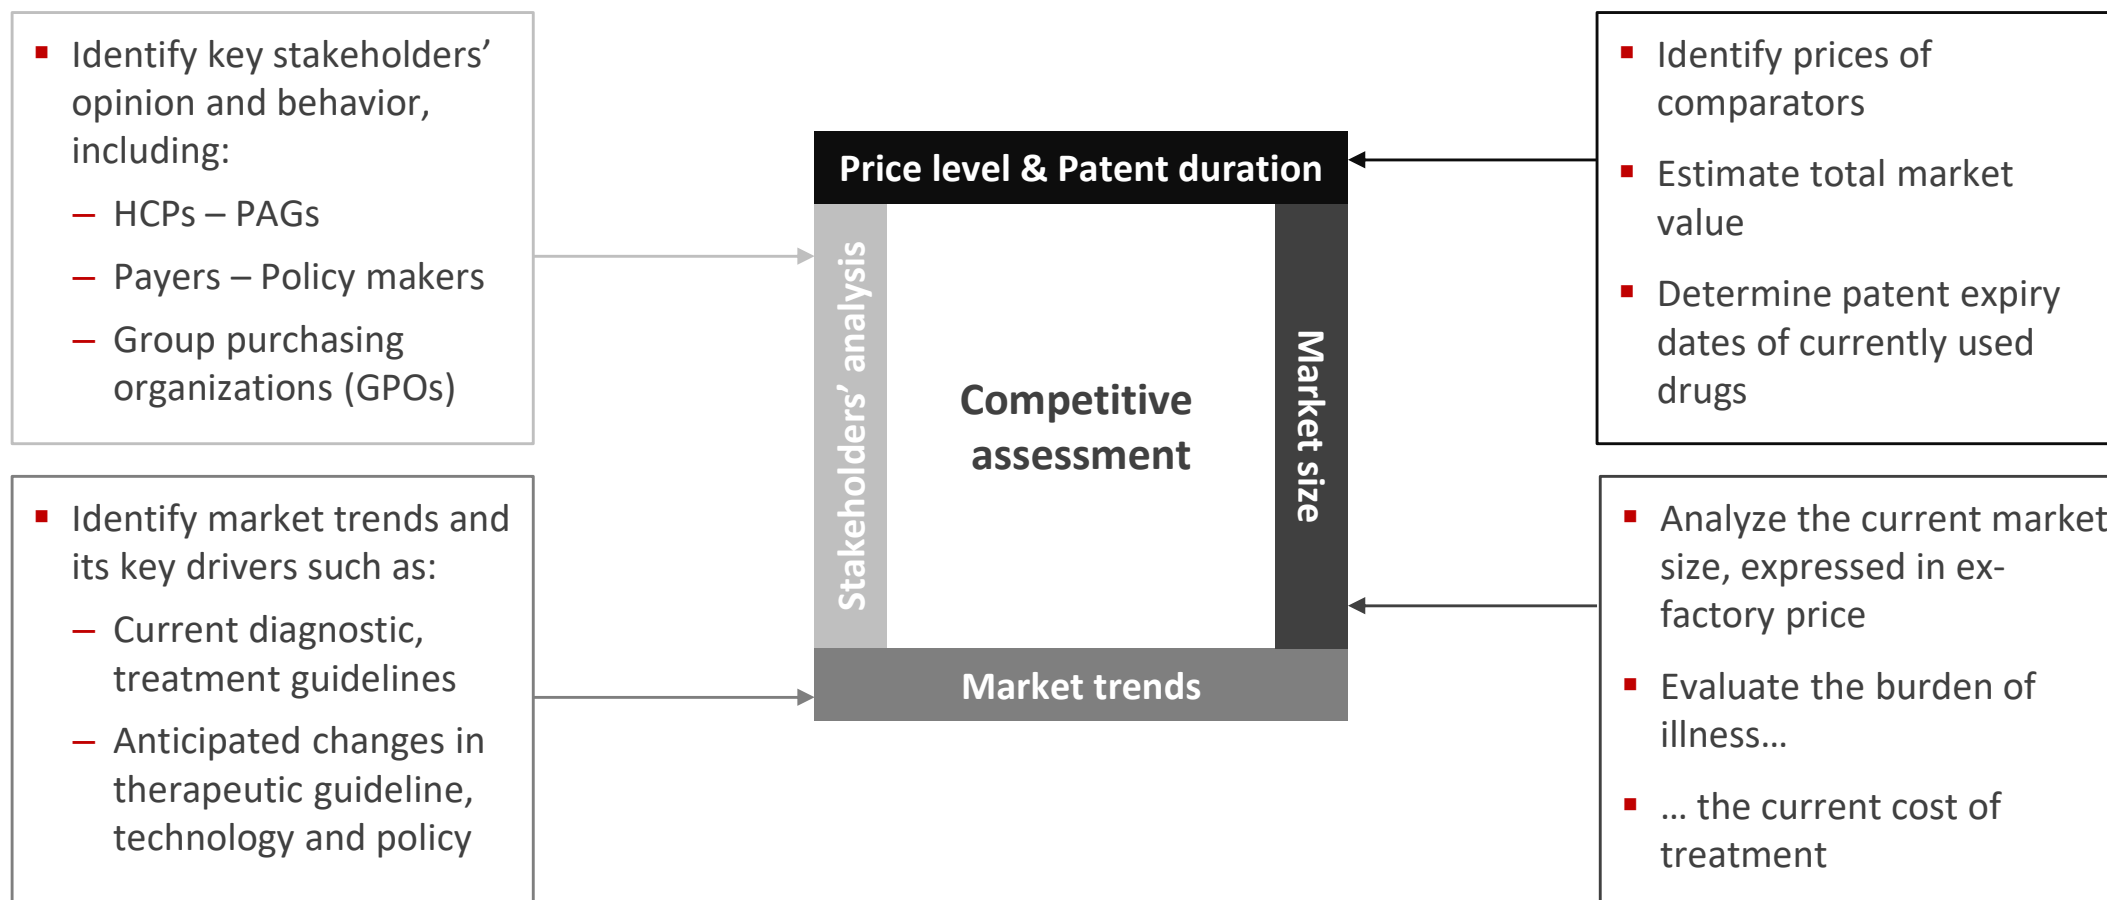 Identify key stakeholders’
opinion and behavior,
including:
– HCPs – PAGs
– Payers – Policy makers
– Group purchasing
organizations (GPOs)
Identify market trends and
its key drivers such as:
– Current diagnostic,
treatment guidelines
– Anticipated changes in
therapeutic guideline,
technology and policy
Price level & Patent duration
Stakeholders’ analysis
Competitive
assessment
Market size
Market trends
Identify prices of
comparators
Estimate total market
value
Determine patent expiry
dates of currently used
drugs
Analyze the current market
size, expressed in ex-
factory price
Evaluate the burden of
illness…
… the current cost of
treatment